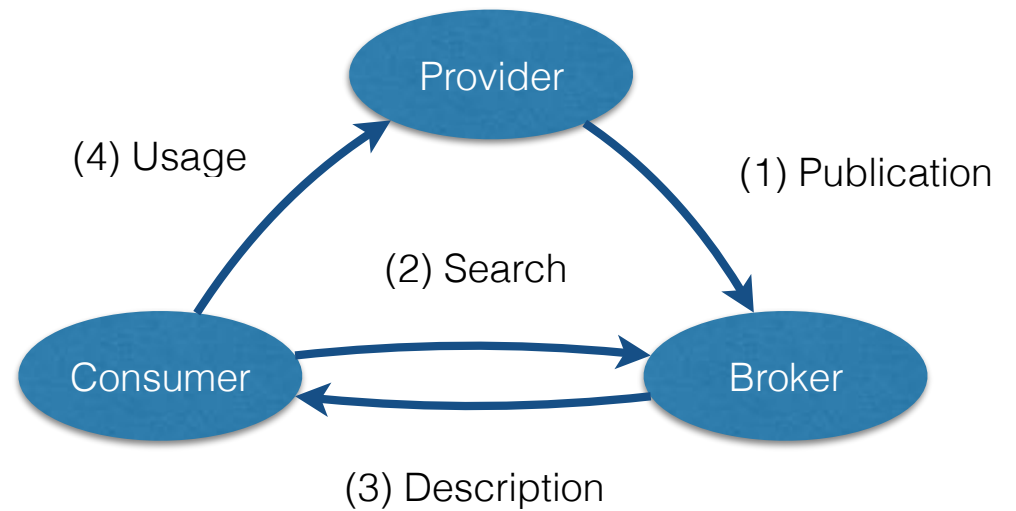 Provider
(4) Usage
(1) Publication
(2) Search
Consumer
Broker
(3) Description